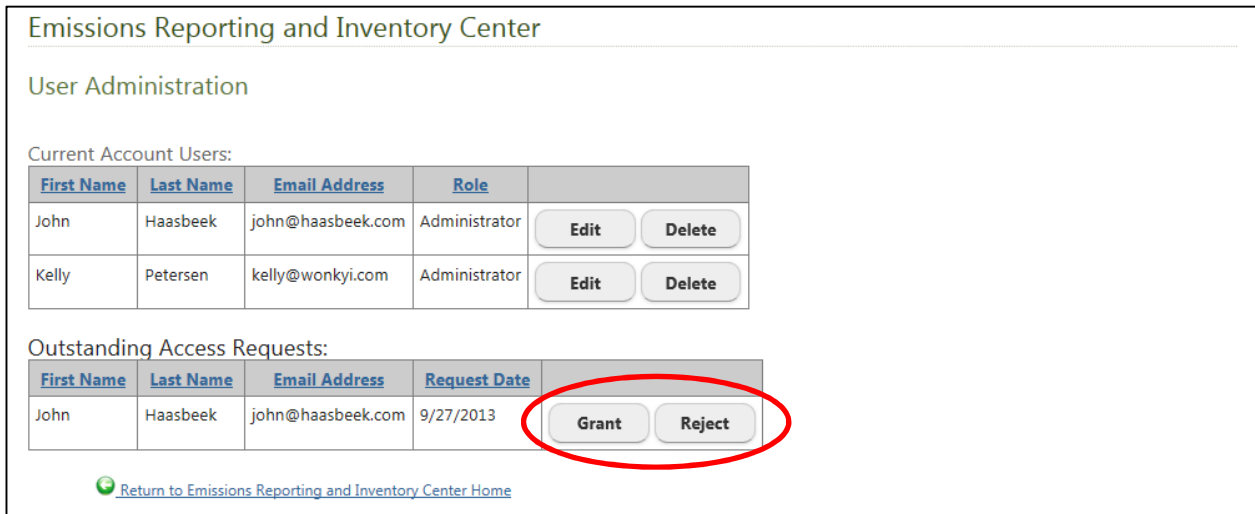 Emissions Reporting and Inventory Center
User Administration
Current Account Users:
First Name Last Name Email Address Role
John Haasbeek john@haasbeek.com Administrator Edit Delete
Kelly Petersen kelly@wonkyi.com Administrator Edit Delete
Outstanding Access Requests:
First Name Last Name Email Address Request Date
John Haasbeek john@haasbeek.com 9/27/2013 Grant Reject
Return to Emissions Reporting and Inventory Center Home